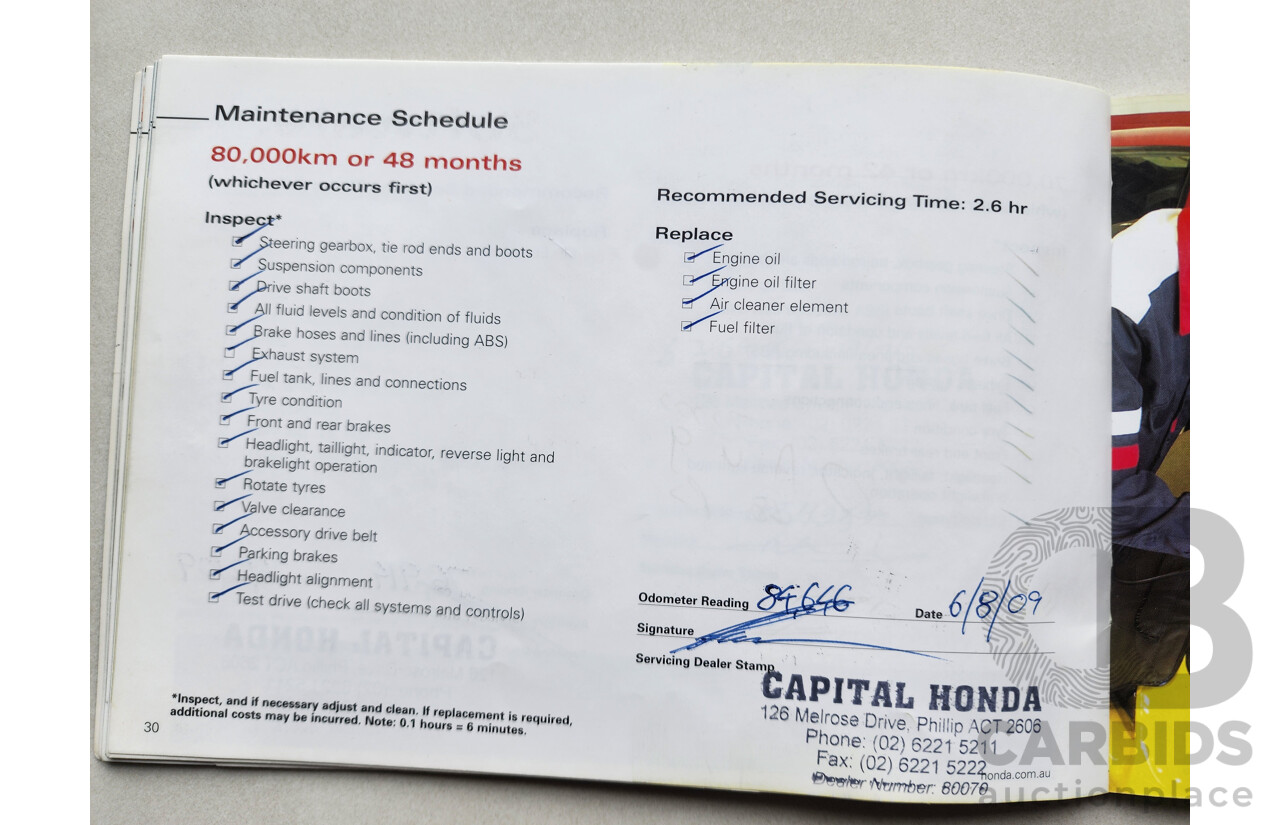 Maintenance Schedule
80,000km or 48 months
(whichever occurs first)
Inspect*
Steering gearbox, tie rod ends and boots
Suspension components
Drive shaft boots
All fluid levels and condition of fluids
Brake hoses and lines (including ABS)
Exhaust system
Fuel tank, lines and connections
Tyre condition
Front and rear brakes
Headlight, taillight, indicator, reverse light and
brakelight operation
Rotate tyres
Valve clearance
Accessory drive belt
Parking brakes
Headlight alignment
Test drive (check all systems and controls)
*Inspect, and if necessary adjust and clean. If replacement is required,
additional costs may be incurred. Note: 0.1 hours = 6 minutes.
30
Recommended Servicing Time: 2.6 hr
Replace
Engine oil
Engine oil filter
Air cleaner element
Fuel filter
Odometer Reading 84,646 Date 6/8/09
Signature
Servicing Dealer Stamp
CAPITAL HONDA
126 Melrose Drive, Phillip ACT 2606
Phone: (02) 6221 5211
Fax: (02) 6221 5222
honda.com.au
Dealer Number: 80070
CB
CARBIDS
auctionplace